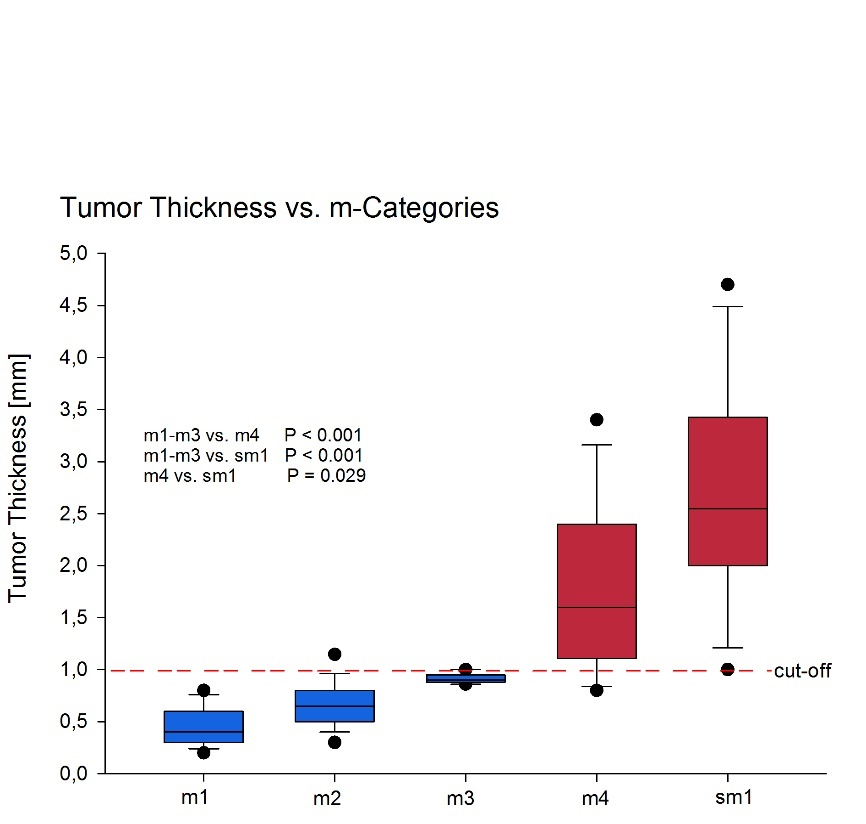 Tumor Thickness vs. m-Categories
Tumor Thickness [mm]
5,0
4,5
4,0
3,5
3,0
2,5
2,0
1,5
1,0
0,5
0,0
m1-m3 vs. m4 P < 0.001
m1-m3 vs. sm1 P < 0.001
m4 vs. sm1 P = 0.029
cut-off
m1 m2 m3 m4 sm1